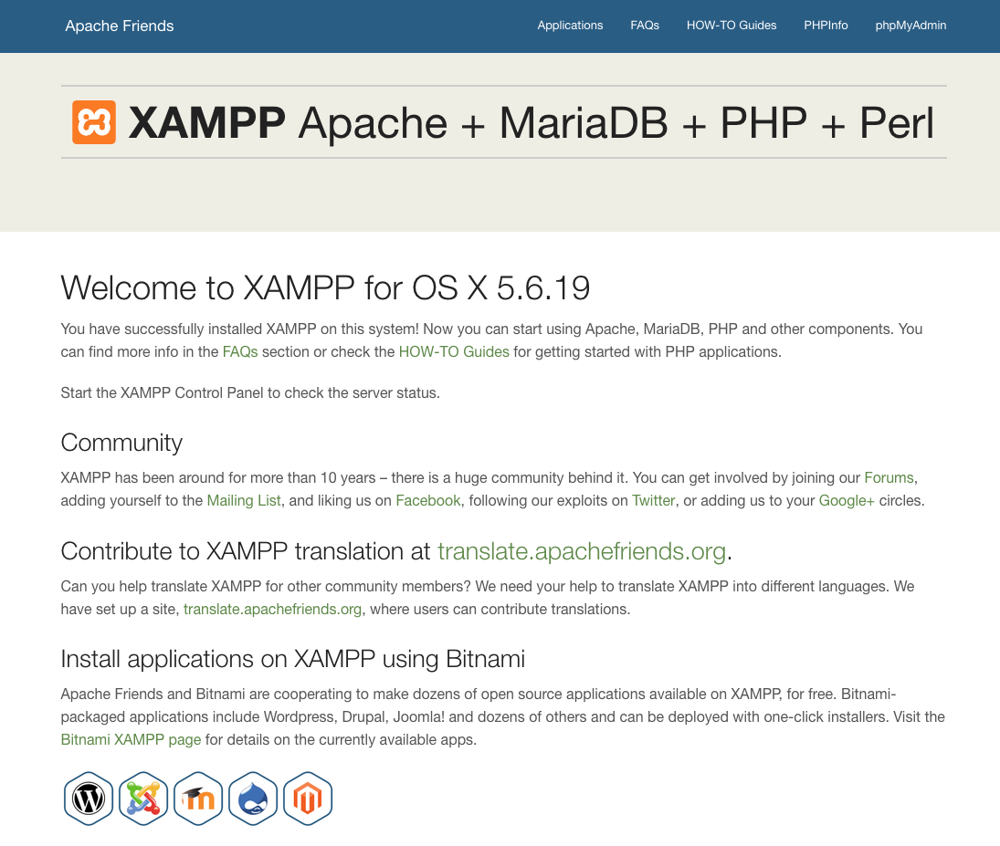 Apache Friends
Applications
FAQs
HOW-TO Guides
PHPInfo
phpMyAdmin
XAMPP Apache + MariaDB + PHP + Perl
Welcome to XAMPP for OS X 5.6.19
You have successfully installed XAMPP on this system! Now you can start using Apache, MariaDB, PHP and other components. You
can find more info in the FAQs section or check the HOW-TO Guides for getting started with PHP applications.
Start the XAMPP Control Panel to check the server status.
Community
XAMPP has been around for more than 10 years – there is a huge community behind it. You can get involved by joining our Forums,
adding yourself to the Mailing List, and liking us on Facebook, following our exploits on Twitter, or adding us to your Google+ circles.
Contribute to XAMPP translation at translate.apachefriends.org.
Can you help translate XAMPP for other community members? We need your help to translate XAMPP into different languages. We
have set up a site, translate.apachefriends.org, where users can contribute translations.
Install applications on XAMPP using Bitnami
Apache Friends and Bitnami are cooperating to make dozens of open source applications available on XAMPP, for free. Bitnami-
packaged applications include Wordpress, Drupal, Joomla! and dozens of others and can be deployed with one-click installers. Visit the
Bitnami XAMPP page for details on the currently available apps.